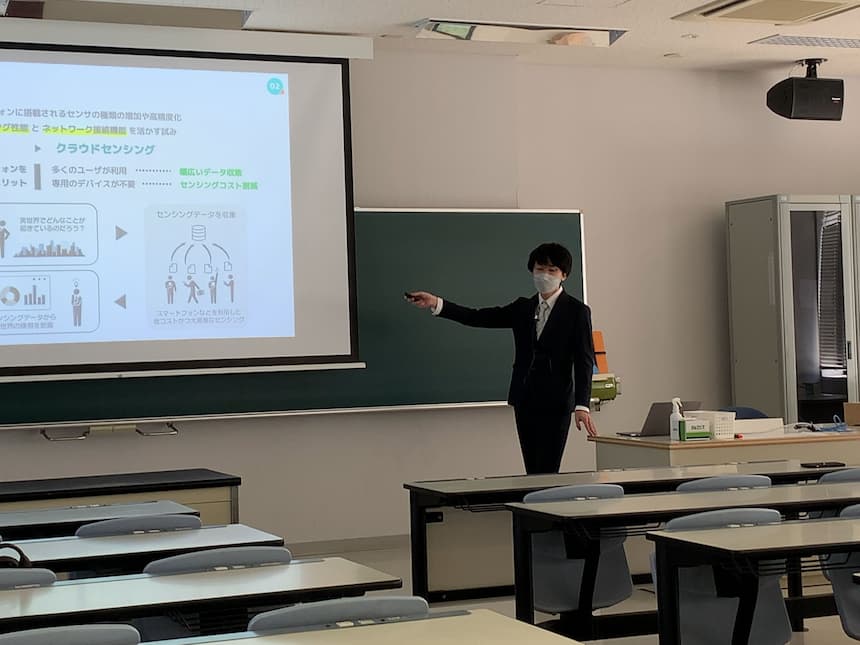 02
ォンに搭載されるセンサの種類の増加や高精度化
グ性能 と ネットワーク接続機能 を活かす試み
クラウドセンシング
ォンを 多くのユーザが利用 幅広いデータ収集
リット 専用のデバイスが不要 センシングコスト削減
実世界でどんなことが
起きているのだろう?
センシングデータを収集
ンシングデータから
世界の様相を把握
スマートフォンなどを利用した
低コストかつ大規模なセンシング